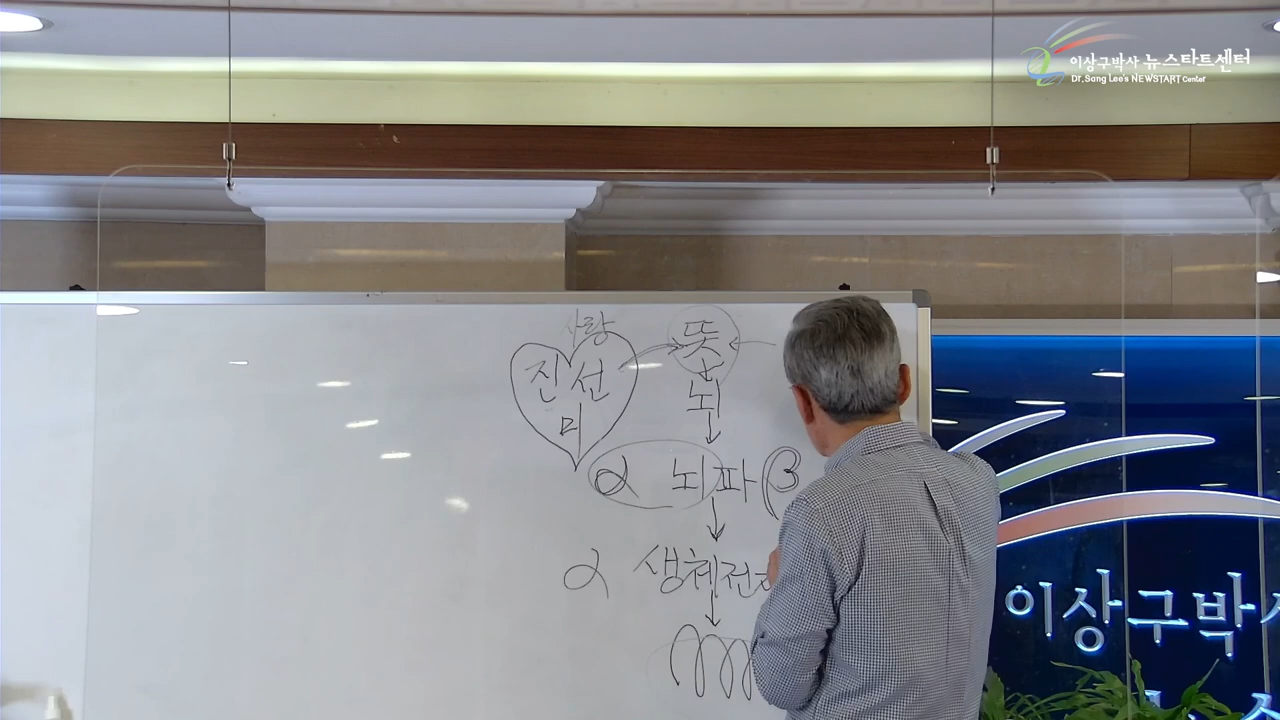 이상구박사 뉴스타트센터
Dr. Sang Lee's NEWSTART Center
사랑
진 선
미
뜻
뇌
α 뇌파 β
α 생체전
이상구박